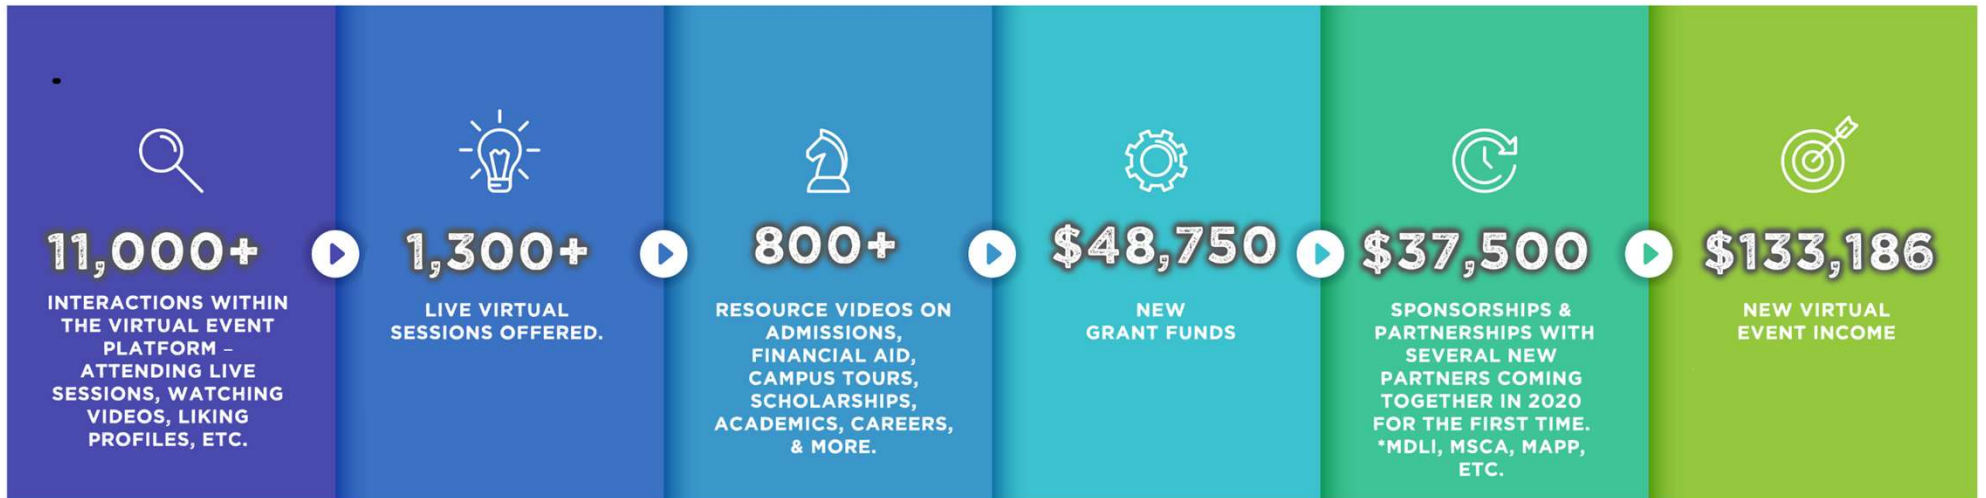 11,000+
INTERACTIONS WITHIN
THE VIRTUAL EVENT
PLATFORM –
ATTENDING LIVE
SESSIONS, WATCHING
VIDEOS, LIKING
PROFILES, ETC.
1,300+
LIVE VIRTUAL
SESSIONS OFFERED.
800+
RESOURCE VIDEOS ON
ADMISSIONS,
FINANCIAL AID,
CAMPUS TOURS,
SCHOLARSHIPS,
ACADEMICS, CAREERS,
& MORE.
$48,750
NEW
GRANT FUNDS
$37,500
SPONSORSHIPS &
PARTNERSHIPS WITH
SEVERAL NEW
PARTNERS COMING
TOGETHER IN 2020
FOR THE FIRST TIME.
*MDLI, MSCA, MAPP,
ETC.
$133,186
NEW VIRTUAL
EVENT INCOME